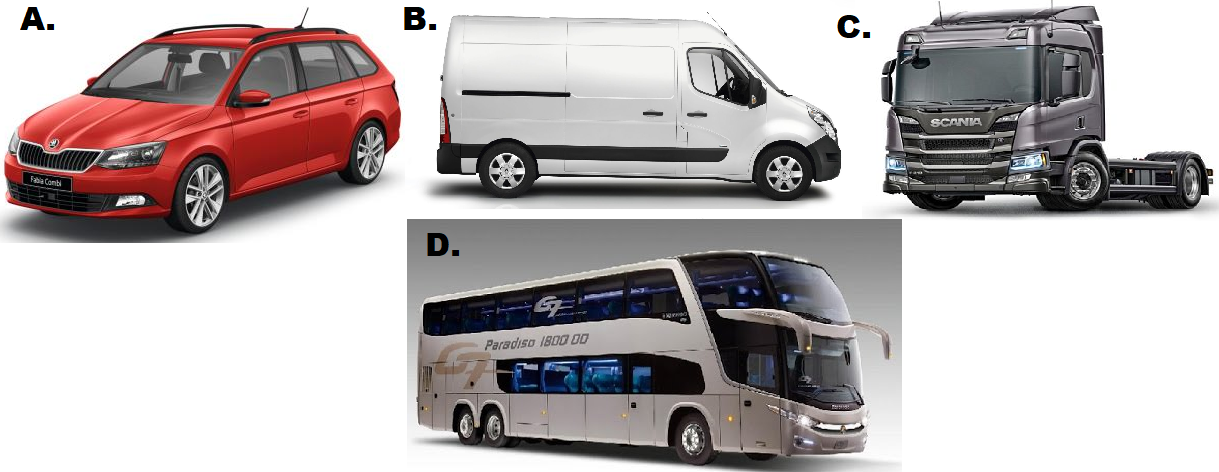 A.
B.
C.
Fabia Combi
SCANIA
D.
G7
Paradiso 1800 DD
G7